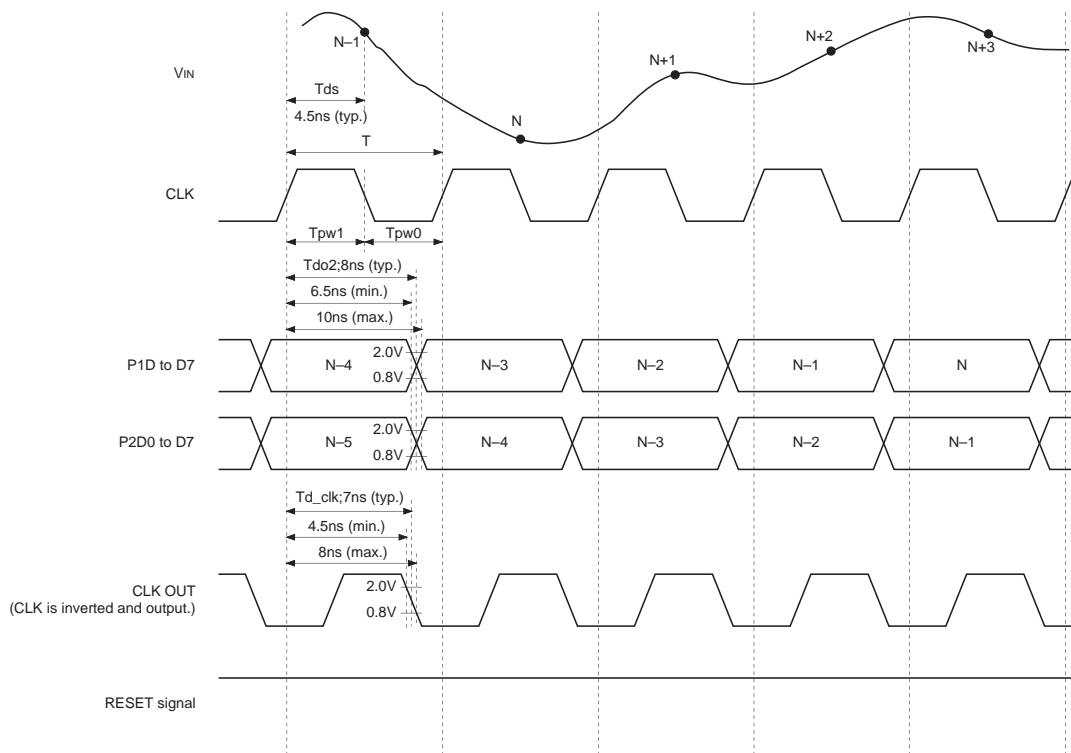 VIN
N–1
N
N+1
N+2
N+3
Tds
4.5ns (typ.)
T
CLK
Tpw1
Tpw0
Tdo2;8ns (typ.)
6.5ns (min.)
10ns (max.)
P1D to D7
2.0V
0.8V
N–4
N–3
N–2
N–1
N
P2D0 to D7
2.0V
0.8V
N–5
N–4
N–3
N–2
N–1
Td_clk;7ns (typ.)
4.5ns (min.)
8ns (max.)
CLK OUT
(CLK is inverted and output.)
2.0V
0.8V
RESET signal